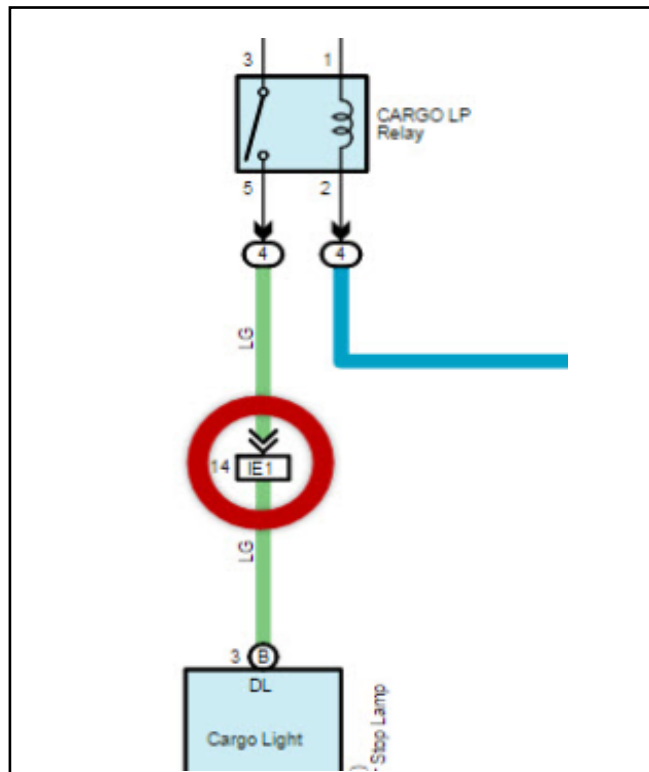 3
1
CARGO LP
Relay
5
2
4
4
LG
14
IE1
LG
3
B
DL
Cargo Light
Stop Lamp